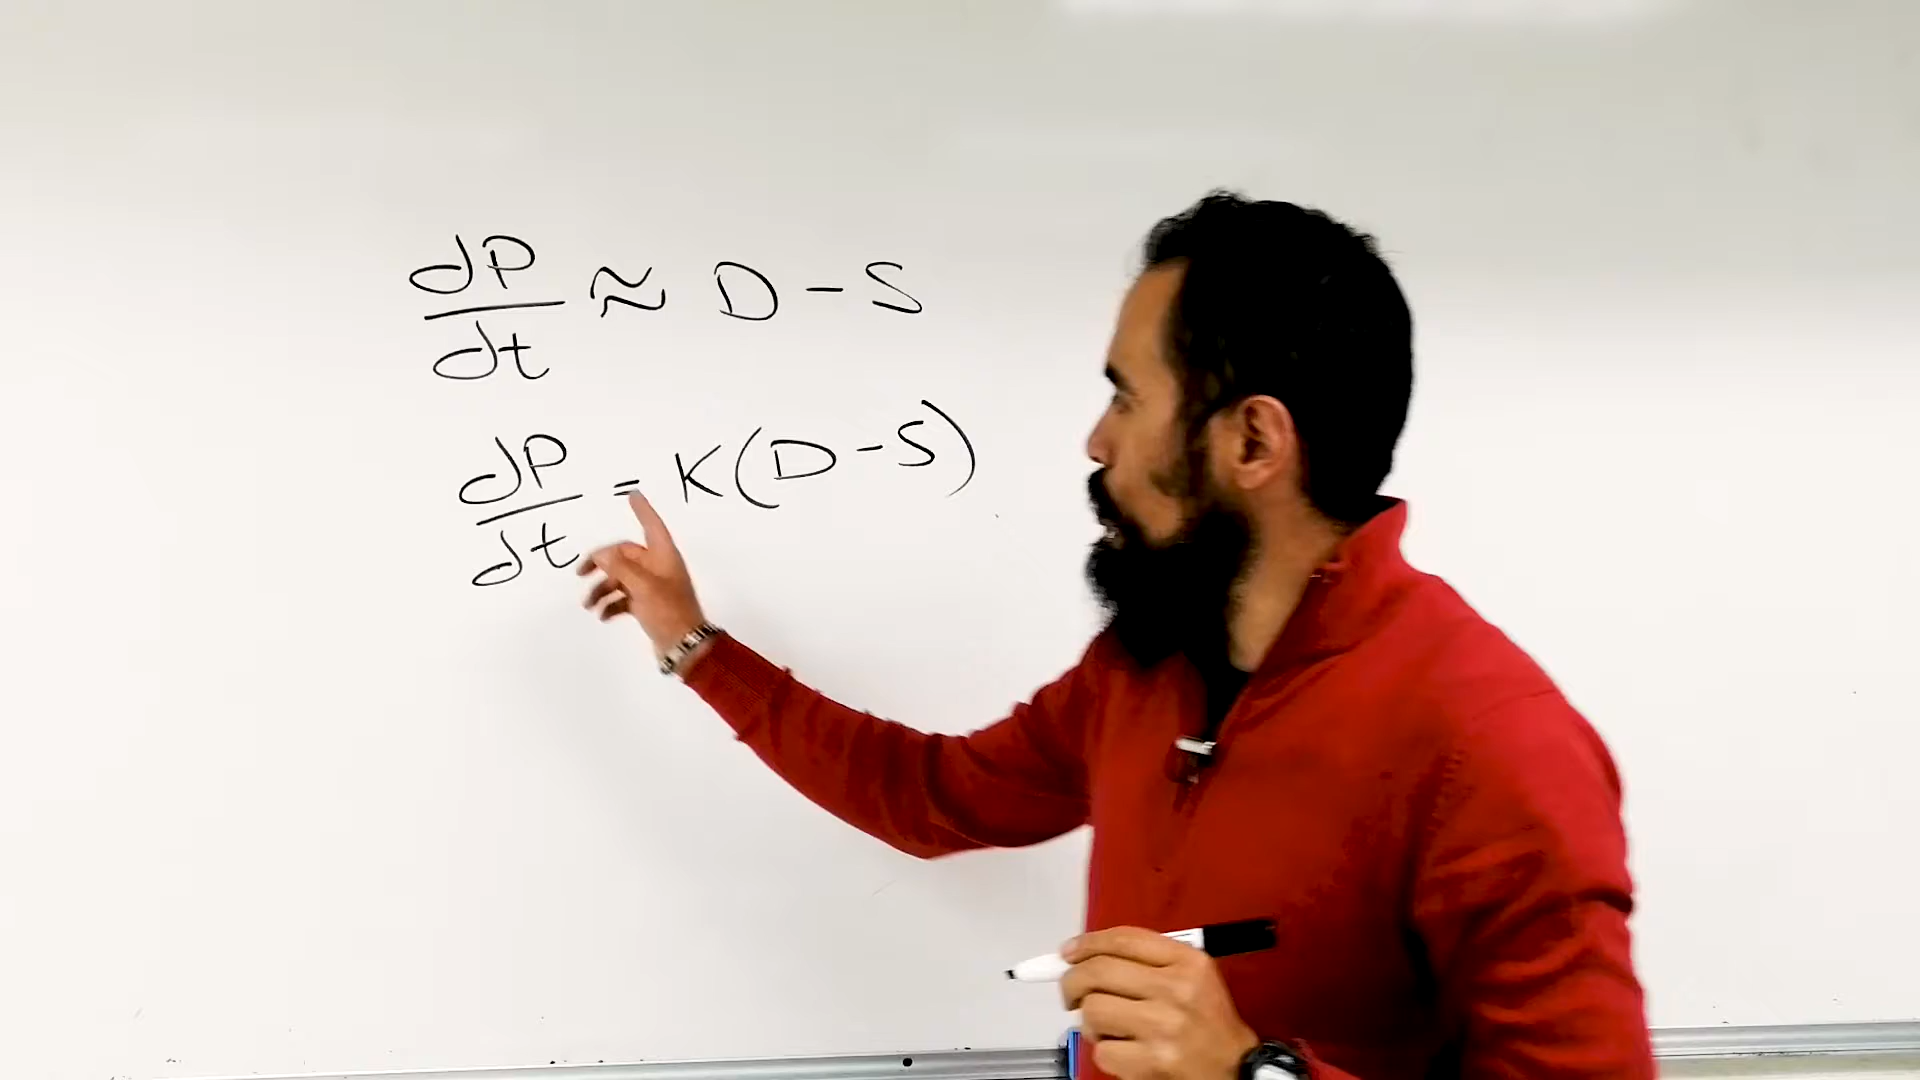 dP/dt ≈ D - S
dP/dt = K(D - S)